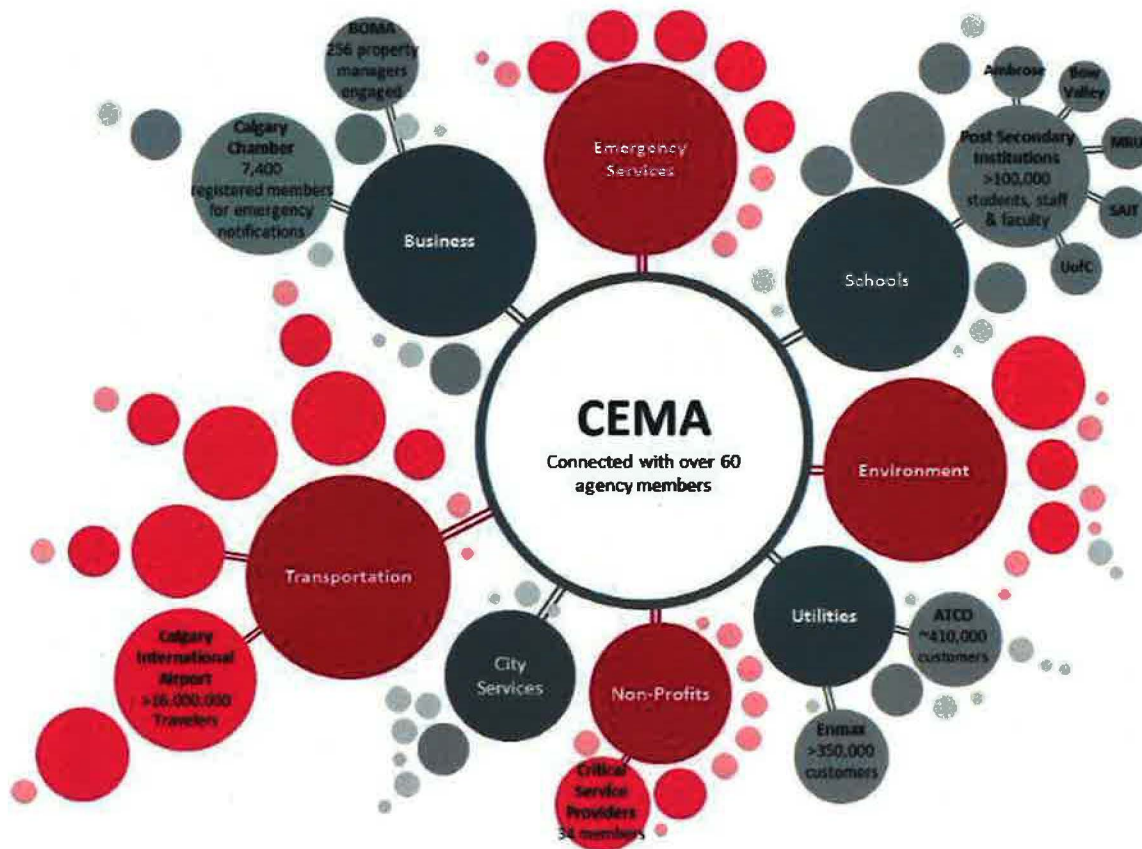 BOMA
256 property
managers
engaged
Calgary
Chamber
7,400
registered members
for emergency
notifications
Business
Emergency
Services
Ambrose
Bow
Valley
MRU
SAIT
UofC
Post Secondary
Institutions
>100,000
students, staff
& faculty
Schools
CEMA
Connected with over 60
agency members
Environment
Transportation
Calgary
International
Airport
>16,000,000
Travelers
City
Services
Non-Profits
Critical
Service
Providers
34 members
Utilities
ATCO
~410,000
customers
Enmax
>350,000
customers